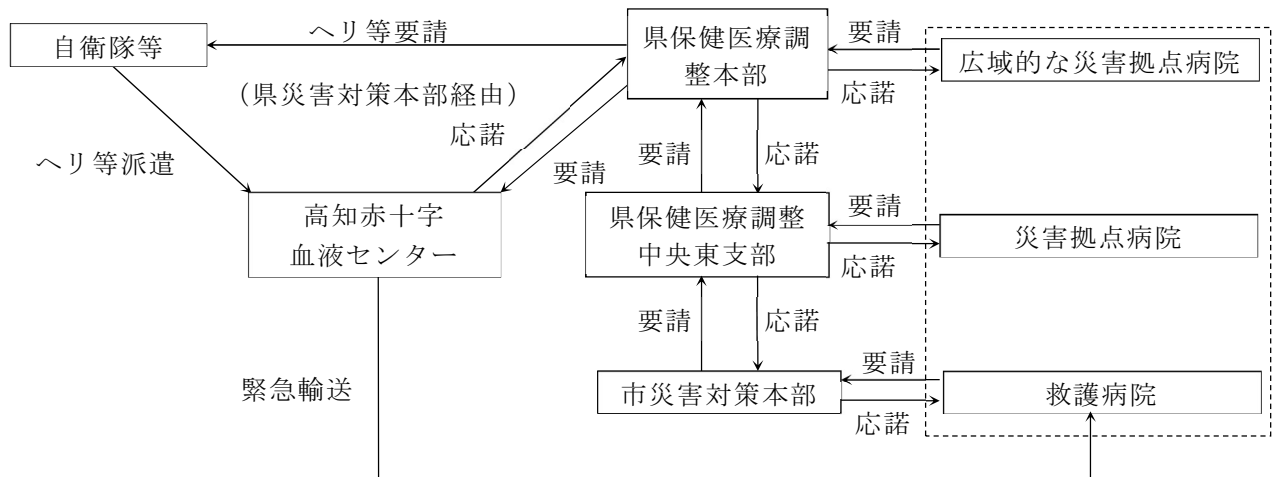 自衛隊等
ヘリ等要請
県保健医療調
整本部
要請
応諾
広域的な災害拠点病院
（県災害対策本部経由）
応諾
要請
ヘリ等派遣
要請
応諾
高知赤十字
血液センター
県保健医療調整
中央東支部
要請
応諾
災害拠点病院
要請
応諾
緊急輸送
市災害対策本部
要請
応諾
救護病院